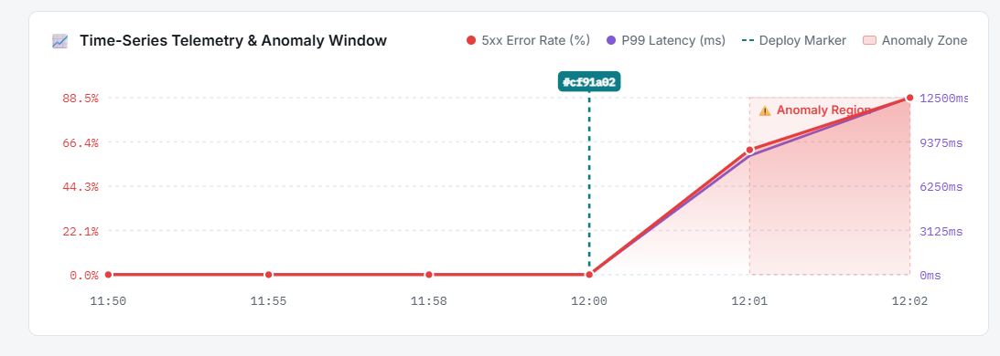 📈 Time-Series Telemetry & Anomaly Window
5xx Error Rate (%) P99 Latency (ms) Deploy Marker Anomaly Zone
#cf91a02
88.5% 12500ms
⚠️ Anomaly Region
66.4% 9375ms
44.3% 6250ms
22.1% 3125ms
0.0% 0ms
11:50 11:55 11:58 12:00 12:01 12:02